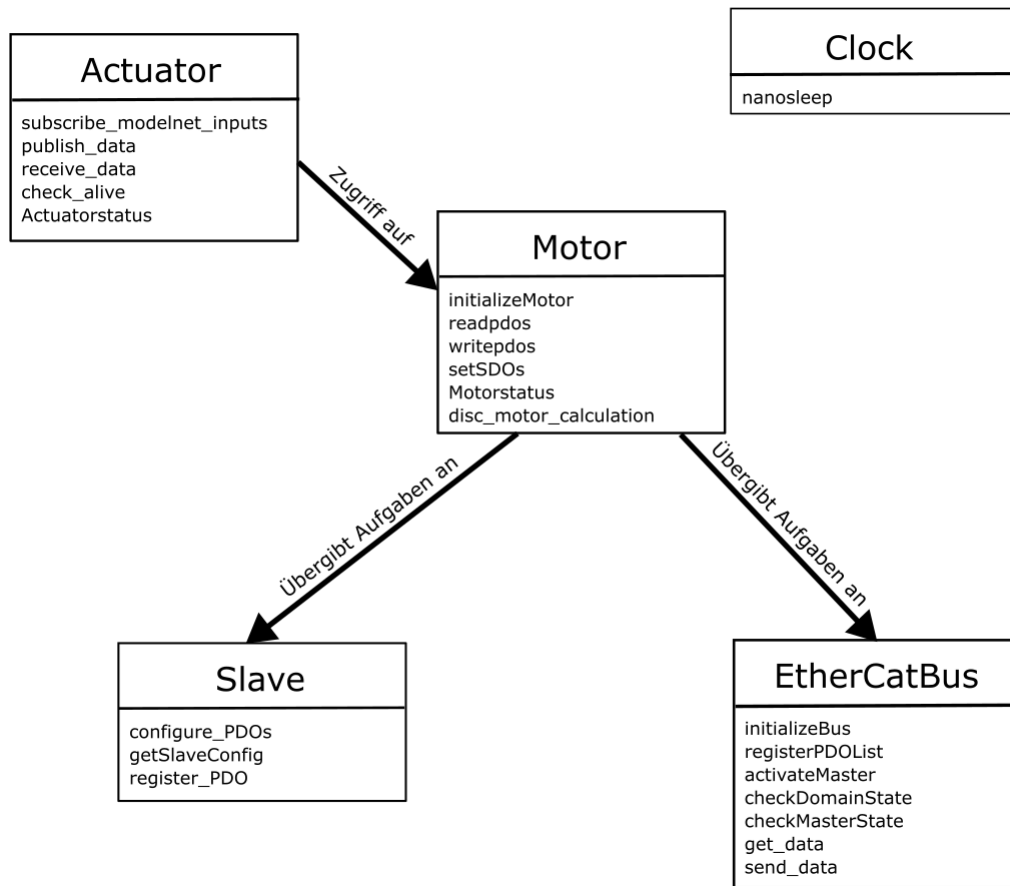 Clock
nanosleep
Actuator
subscribe_modelnet_inputs
publish_data
receive_data
check_alive
Actuatorstatus
Zugriff auf
Motor
initializeMotor
readpdos
writepdos
setSDOs
Motorstatus
disc_motor_calculation
Übergibt Aufgaben an
Übergibt Aufgaben an
Slave
configure_PDOs
getSlaveConfig
register_PDO
EtherCatBus
initializeBus
registerPDOList
activateMaster
checkDomainState
checkMasterState
get_data
send_data